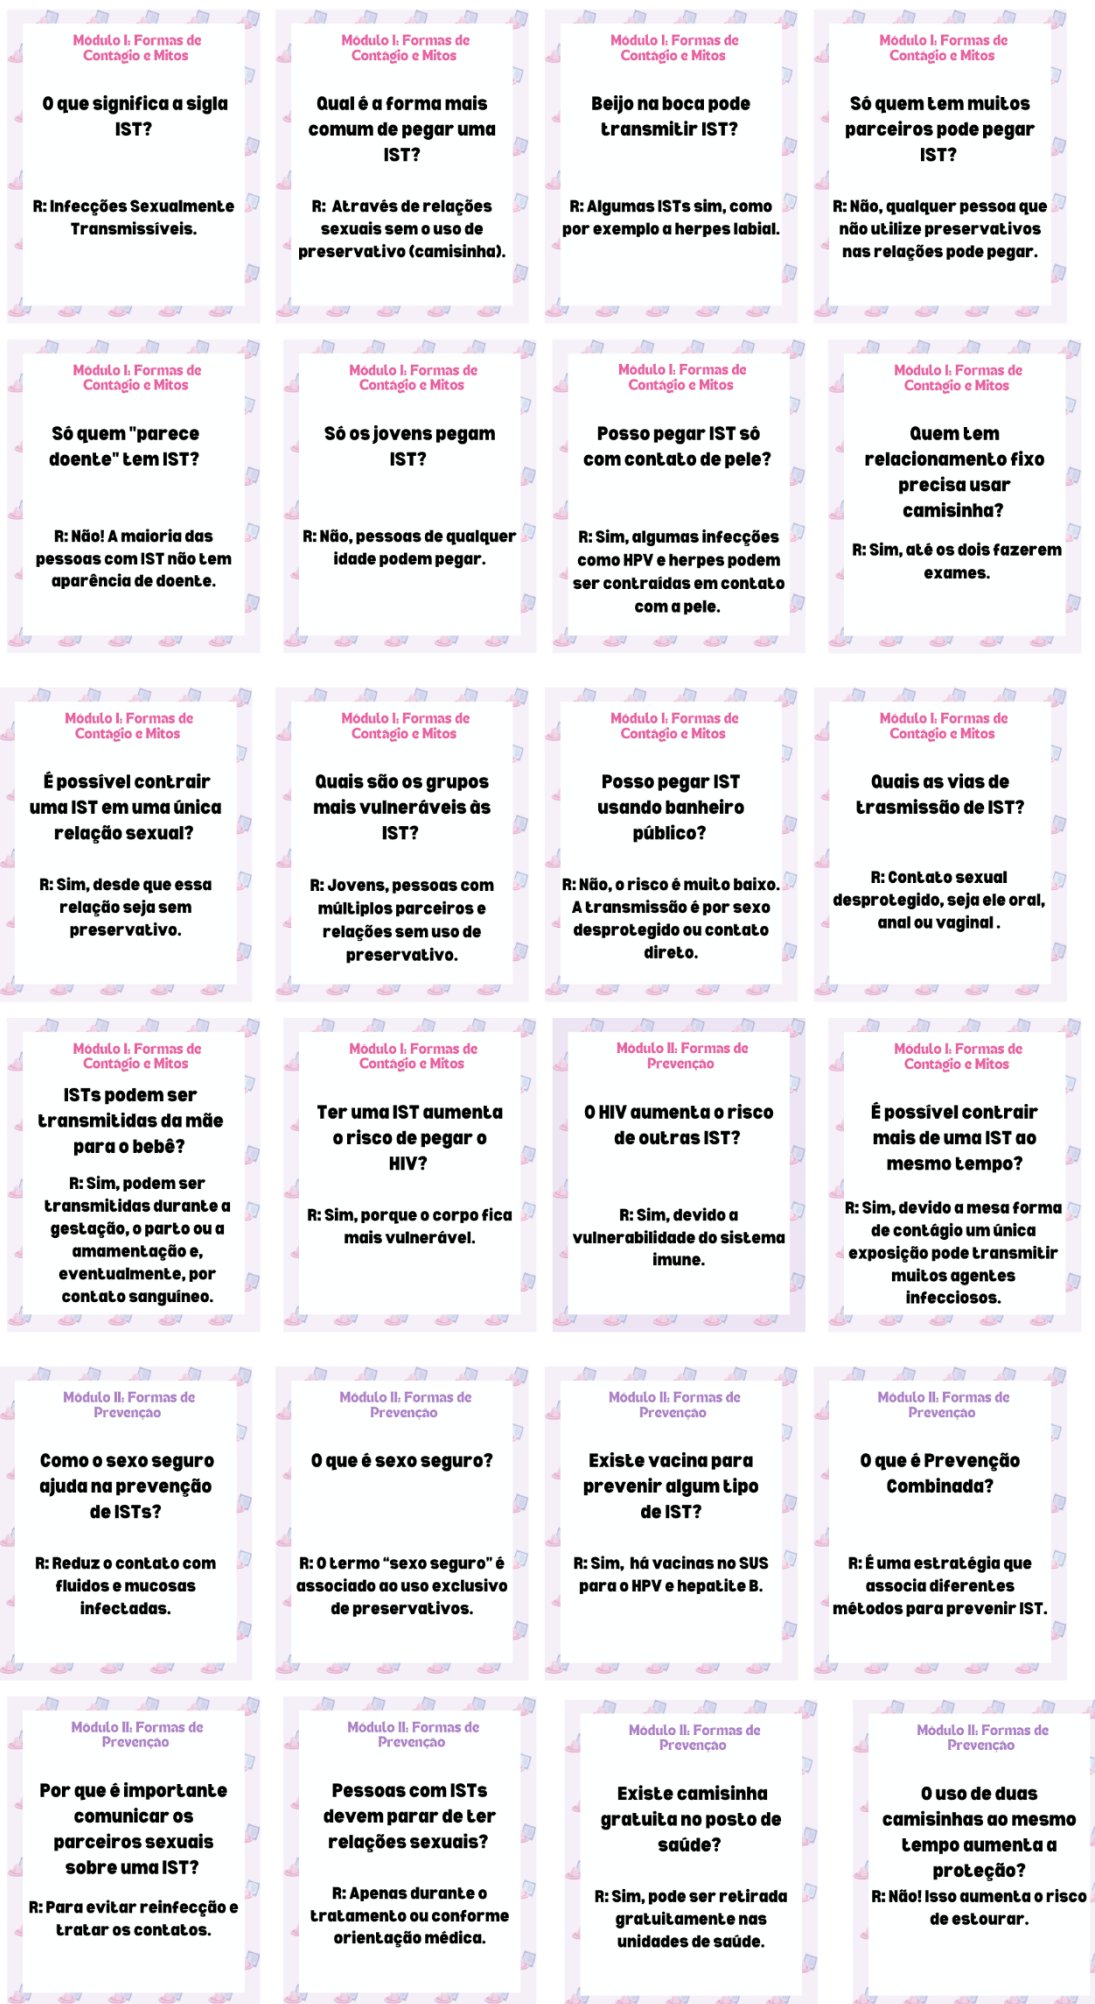 Módulo I: Formas de
Contágio e Mitos
O que significa a sigla
IST?
R: Infecções Sexualmente
Transmissíveis.
Módulo I: Formas de
Contágio e Mitos
Qual é a forma mais
comum de pegar uma
IST?
R: Através de relações
sexuais sem o uso de
preservativo (camisinha).
Módulo I: Formas de
Contágio e Mitos
Beijo na boca pode
transmitir IST?
R: Algumas ISTs sim, como
por exemplo a herpes labial.
Módulo I: Formas de
Contágio e Mitos
Só quem tem muitos
parceiros pode pegar
IST?
R: Não, qualquer pessoa que
não utilize preservativos
nas relações pode pegar.
Módulo I: Formas de
Contágio e Mitos
Só quem "parece
doente" tem IST?
R: Não! A maioria das
pessoas com IST não tem
aparência de doente.
Módulo I: Formas de
Contágio e Mitos
Só os jovens pegam
IST?
R: Não, pessoas de qualquer
idade podem pegar.
Módulo I: Formas de
Contágio e Mitos
Posso pegar IST só
com contato de pele?
R: Sim, algumas infecções
como HPV e herpes podem
ser contraídas em contato
com a pele.
Módulo I: Formas de
Contágio e Mitos
Quem tem
relacionamento fixo
precisa usar
camisinha?
R: Sim, até os dois fazerem
exames.
Módulo I: Formas de
Contágio e Mitos
É possível contrair
uma IST em uma única
relação sexual?
R: Sim, desde que essa
relação seja sem
preservativo.
Módulo I: Formas de
Contágio e Mitos
Quais são os grupos
mais vulneráveis às
IST?
R: Jovens, pessoas com
múltiplos parceiros e
relações sem uso de
preservativo.
Módulo I: Formas de
Contágio e Mitos
Posso pegar IST
usando banheiro
público?
R: Não, o risco é muito baixo.
A transmissão é por sexo
desprotegido ou contato
direto.
Módulo I: Formas de
Contágio e Mitos
Quais as vias de
trasmissão de IST?
R: Contato sexual
desprotegido, seja ele oral,
anal ou vaginal .
Módulo I: Formas de
Contágio e Mitos
ISTs podem ser
transmitidas da mãe
para o bebê?
R: Sim, podem ser
transmitidas durante a
gestação, o parto ou a
amamentação e,
eventualmente, por
contato sanguíneo.
Módulo I: Formas de
Contágio e Mitos
Ter uma IST aumenta
o risco de pegar o
HIV?
R: Sim, porque o corpo fica
mais vulnerável.
Módulo II: Formas de
Prevenção
O HIV aumenta o risco
de outras IST?
R: Sim, devido a
vulnerabilidade do sistema
imune.
Módulo I: Formas de
Contágio e Mitos
É possível contrair
mais de uma IST ao
mesmo tempo?
R: Sim, devido a mesa forma
de contágio um única
exposição pode transmitir
muitos agentes
infecciosos.
Módulo II: Formas de
Prevenção
Como o sexo seguro
ajuda na prevenção
de ISTs?
R: Reduz o contato com
fluidos e mucosas
infectadas.
Módulo II: Formas de
Prevenção
O que é sexo seguro?
R: O termo “sexo seguro” é
associado ao uso exclusivo
de preservativos.
Módulo II: Formas de
Prevenção
Existe vacina para
prevenir algum tipo
de IST?
R: Sim, há vacinas no SUS
para o HPV e hepatite B.
Módulo II: Formas de
Prevenção
O que é Prevenção
Combinada?
R: É uma estratégia que
associa diferentes
métodos para prevenir IST.
Módulo II: Formas de
Prevenção
Por que é importante
comunicar os
parceiros sexuais
sobre uma IST?
R: Para evitar reinfecção e
tratar os contatos.
Módulo II: Formas de
Prevenção
Pessoas com ISTs
devem parar de ter
relações sexuais?
R: Apenas durante o
tratamento ou conforme
orientação médica.
Módulo II: Formas de
Prevenção
Existe camisinha
gratuita no posto de
saúde?
R: Sim, pode ser retirada
gratuitamente nas
unidades de saúde.
Módulo II: Formas de
Prevenção
O uso de duas
camisinhas ao mesmo
tempo aumenta a
proteção?
R: Não! Isso aumenta o risco
de estourar.